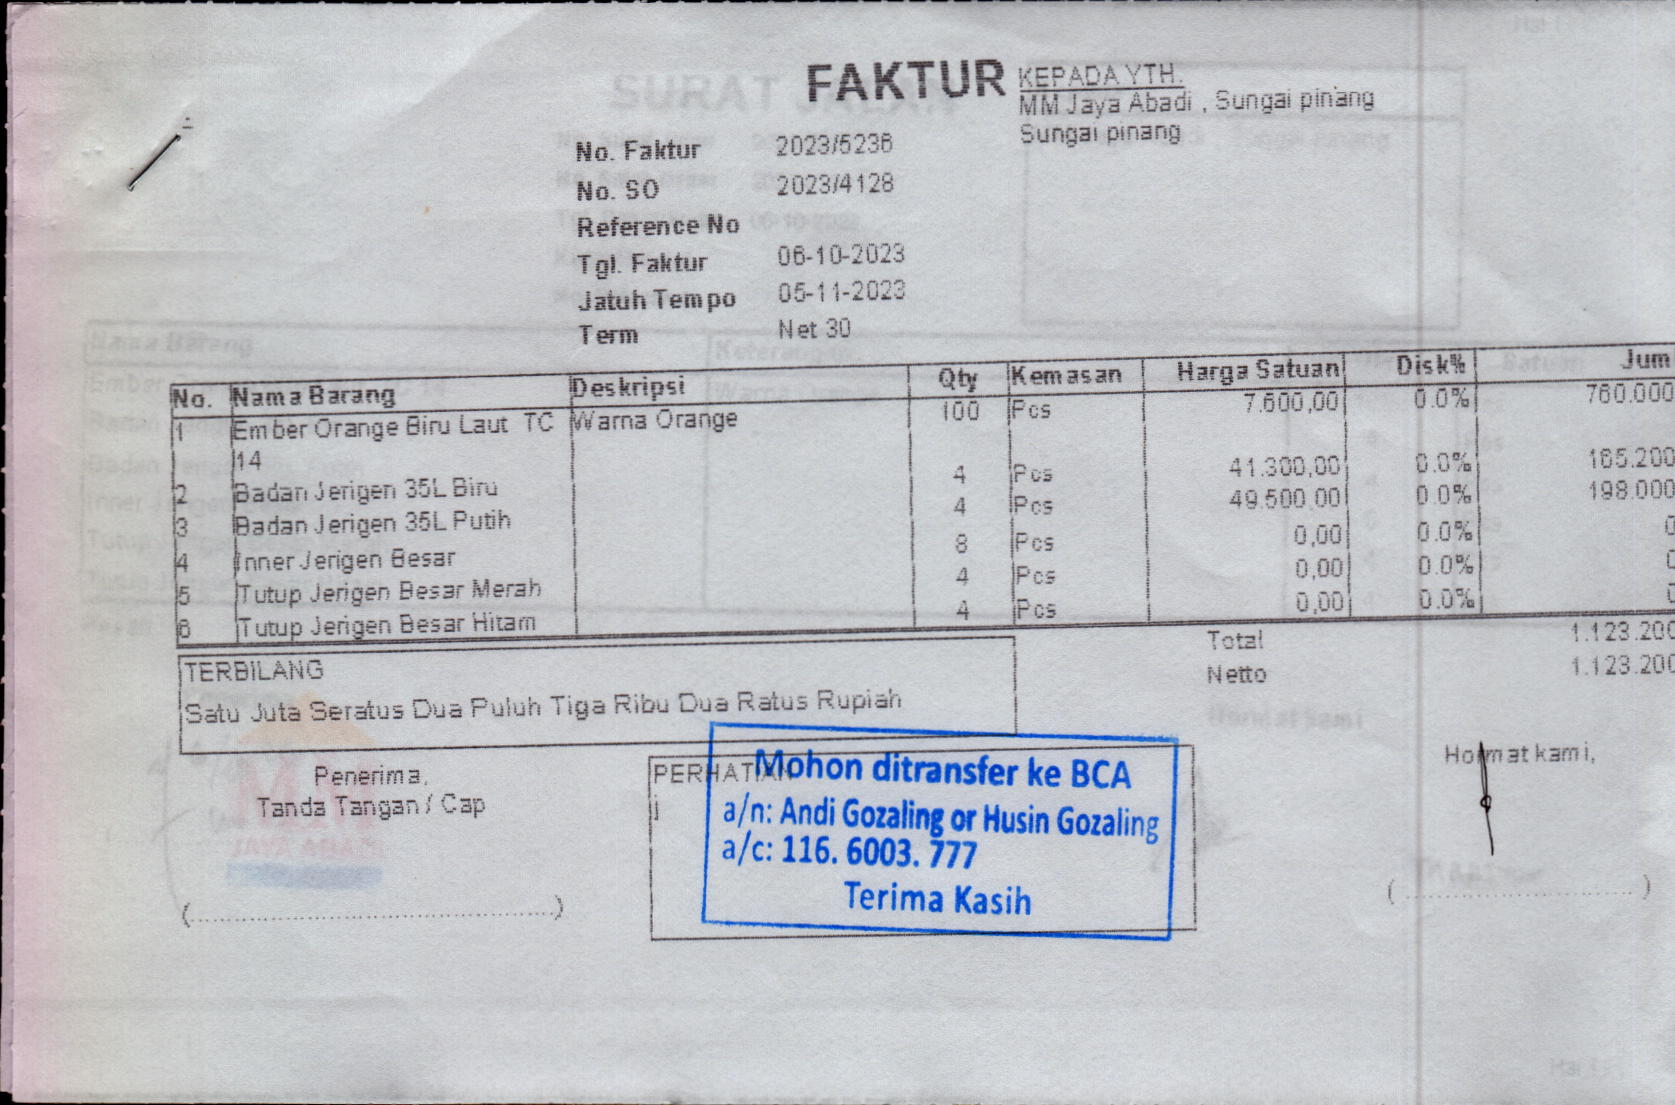 FAKTUR
KEPADA YTH.
MM Jaya Abadi , Sungai pinang
Sungai pinang
No. Faktur 2023/5236
No. SO 2023/4128
Reference No
Tgl. Faktur 06-10-2023
Jatuh Tempo 05-11-2023
Term Net 30
No. Nama Barang Deskripsi Qty Kemasan Harga Satuan Disk% Jum
1 Ember Orange Biru Laut TC Warna Orange 100 Pcs 7.600,00 0.0% 760.000
14
2 Badan Jerigen 35L Biru 4 Pcs 41.300,00 0.0% 165.200
3 Badan Jerigen 35L Putih 4 Pcs 49.500,00 0.0% 198.000
4 Inner Jerigen Besar 8 Pcs 0,00 0.0% 0
5 Tutup Jerigen Besar Merah 4 Pcs 0,00 0.0% 0
6 Tutup Jerigen Besar Hitam 4 Pcs 0,00 0.0% 0
Total 1.123.200
Netto 1.123.200
TERBILANG
Satu Juta Seratus Dua Puluh Tiga Ribu Dua Ratus Rupiah
Penerima,
Tanda Tangan / Cap
PERHATIAN
Mohon ditransfer ke BCA
a/n: Andi Gozaling or Husin Gozaling
a/c: 116. 6003. 777
Terima Kasih
Hormat kami,